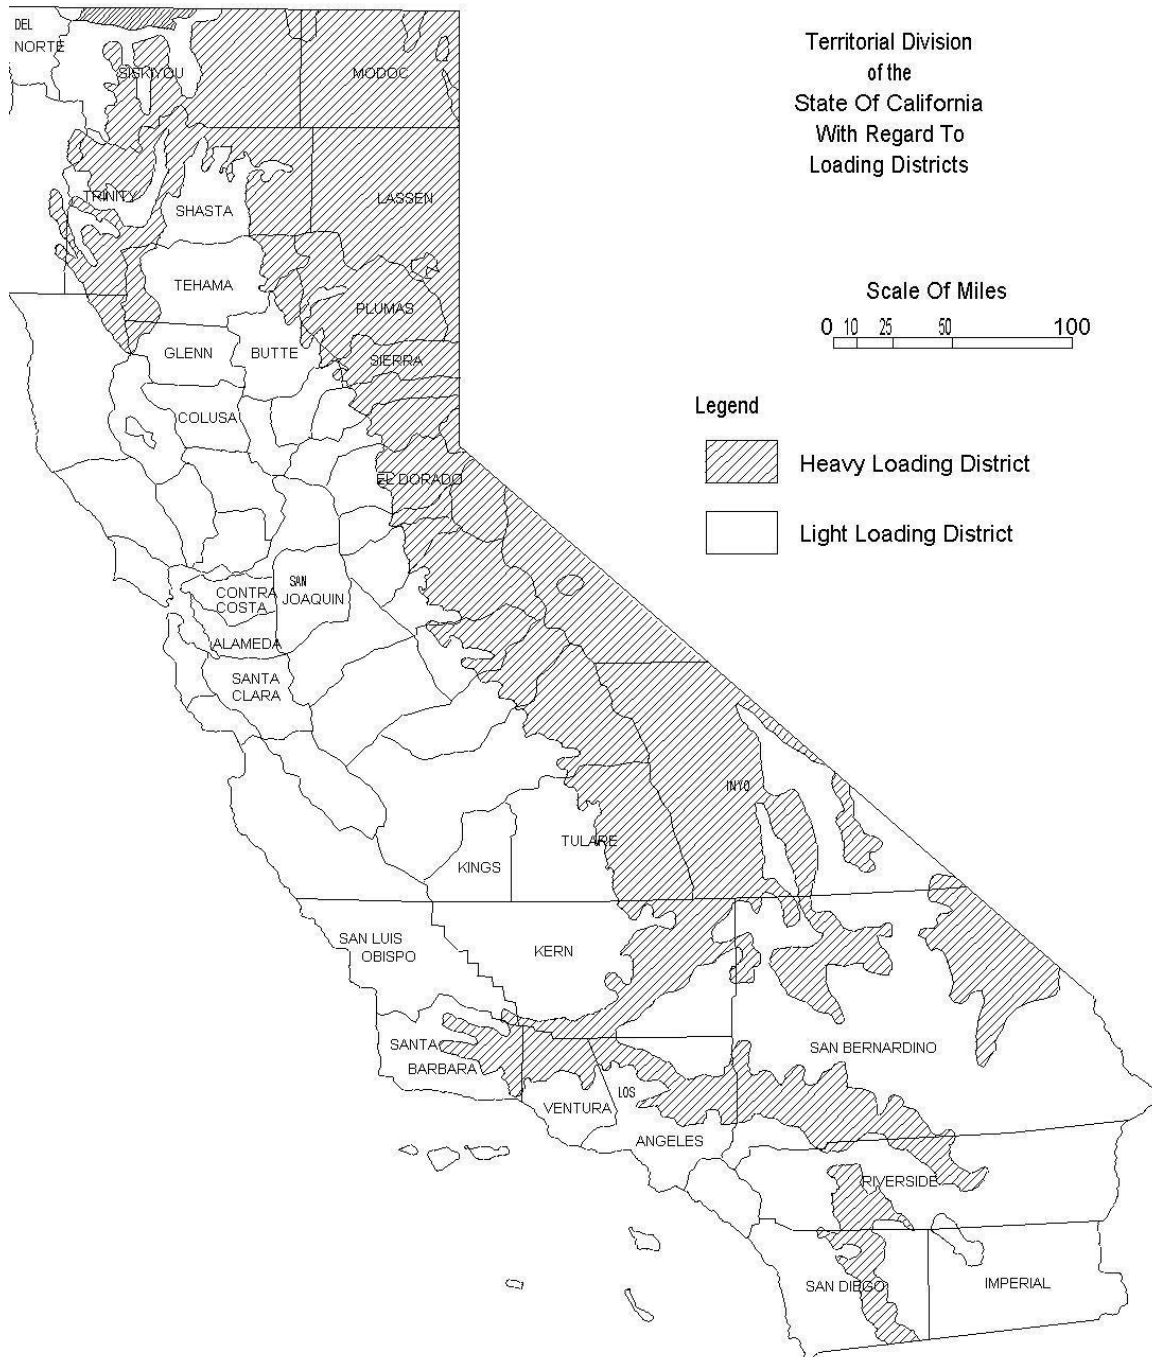 Territorial Division
of the
State Of California
With Regard To
Loading Districts
Scale Of Miles
0 10 25 50 100
Legend
Heavy Loading District
Light Loading District
DEL
NORTE
SISKIYOU
MODOC
TRINITY
SHASTA
LASSEN
TEHAMA
PLUMAS
GLENN
BUTTE
SIERRA
COLUSA
EL DORADO
CONTRA
COSTA
SAN
JOAQUIN
ALAMEDA
SANTA
CLARA
INYO
TULARE
KINGS
SAN LUIS
OBISPO
KERN
SANTA
BARBARA
SAN BERNARDINO
VENTURA
LOS
ANGELES
RIVERSIDE
SAN DIEGO
IMPERIAL